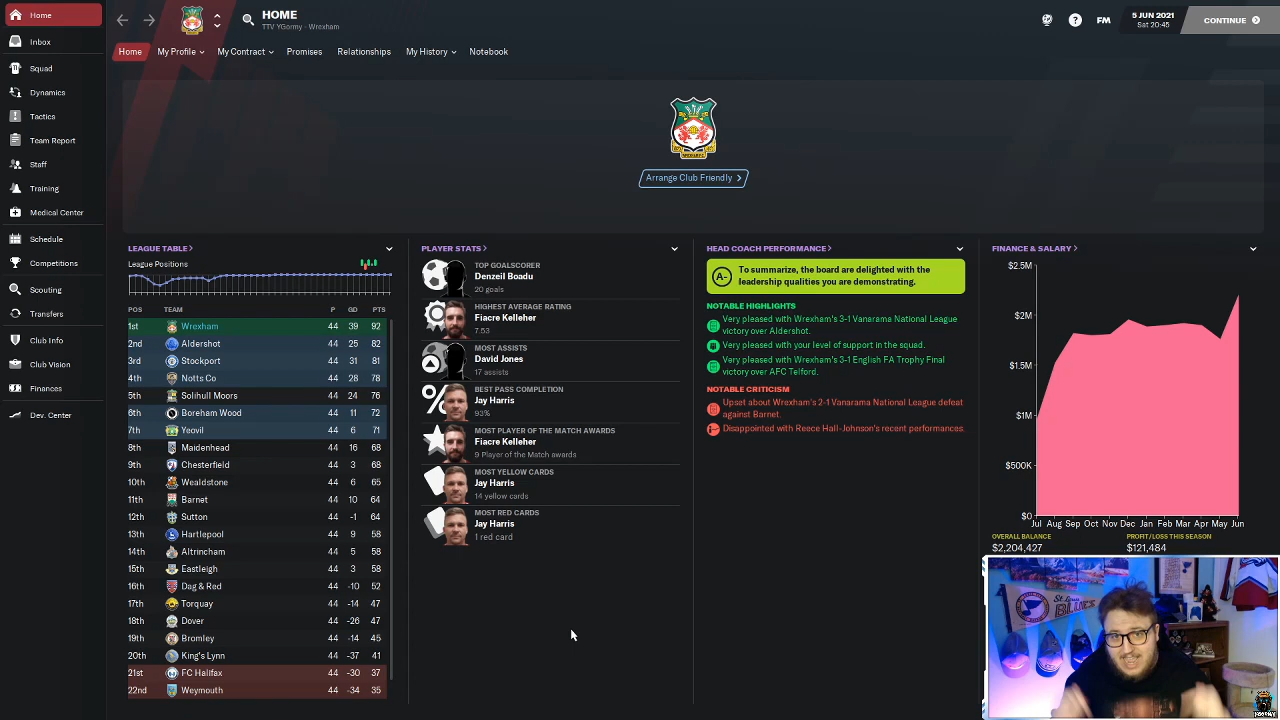 Home
Inbox
Squad
Dynamics
Tactics
Team Report
Staff
Training
Medical Center
Schedule
Competitions
Scouting
Transfers
Club Info
Club Vision
Finances
Dev. Center
HOME
TTV YGormy - Wrexham
FM
5 JUN 2021
Sat 20:45
CONTINUE
Home My Profile My Contract Promises Relationships My History Notebook
Arrange Club Friendly
LEAGUE TABLE
League Positions
POS TEAM P GD PTS
1st Wrexham 44 39 92
2nd Aldershot 44 25 82
3rd Stockport 44 31 81
4th Notts Co 44 28 78
5th Solihull Moors 44 24 76
6th Boreham Wood 44 11 72
7th Yeovil 44 6 71
8th Maidenhead 44 16 68
9th Chesterfield 44 3 68
10th Wealdstone 44 6 65
11th Barnet 44 10 64
12th Sutton 44 -1 64
13th Hartlepool 44 9 58
14th Altrincham 44 5 58
15th Eastleigh 44 3 58
16th Dag & Red 44 -10 52
17th Torquay 44 -14 47
18th Dover 44 -26 47
19th Bromley 44 -14 45
20th King's Lynn 44 -37 41
21st FC Halifax 44 -30 37
22nd Weymouth 44 -34 35
PLAYER STATS
TOP GOALSCORER
Denzeil Boadu
20 goals
HIGHEST AVERAGE RATING
Fiacre Kelleher
7.53
MOST ASSISTS
David Jones
17 assists
BEST PASS COMPLETION
Jay Harris
93%
MOST PLAYER OF THE MATCH AWARDS
Fiacre Kelleher
9 Player of the Match awards
MOST YELLOW CARDS
Jay Harris
14 yellow cards
MOST RED CARDS
Jay Harris
1 red card
HEAD COACH PERFORMANCE
A-
To summarize, the board are delighted with the
leadership qualities you are demonstrating.
NOTABLE HIGHLIGHTS
Very pleased with Wrexham's 3-1 Vanarama National League
victory over Aldershot.
Very pleased with your level of support in the squad.
Very pleased with Wrexham's 3-1 English FA Trophy Final
victory over AFC Telford.
NOTABLE CRITICISM
Upset about Wrexham's 2-1 Vanarama National League defeat
against Barnet.
Disappointed with Reece Hall-Johnson's recent performances.
FINANCE & SALARY
$2.5M
$2M
$1.5M
$1M
$500K
$0
Jul Aug Sep Oct Nov Dec Jan Feb Mar Apr May Jun
OVERALL BALANCE
$2,204,427
PROFIT/LOSS THIS SEASON
$121,484
St. Louis
BLUES